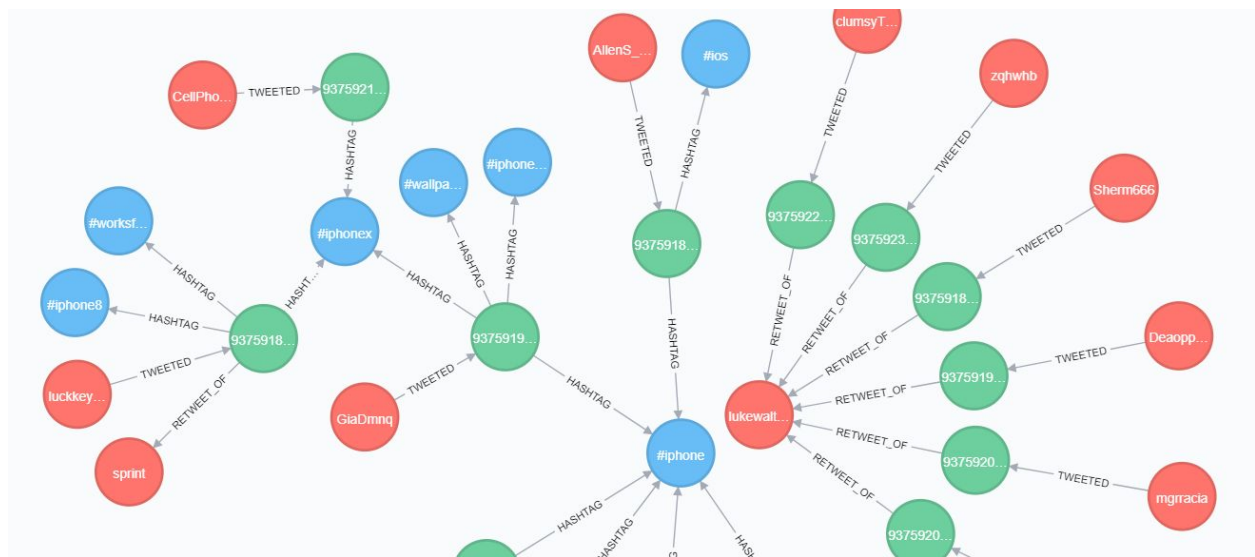 clumsyT...
AllenS_...
#ios
zqhwhb
CellPho...
TWEETED
9375921...
TWEETED
HASHTAG
TWEETED
TWEETED
HASHTAG
#wallpa...
#iphone...
Sherm666
#worksf...
#iphonex
9375918...
9375922...
9375923...
TWEETED
HASHTAG
HASHTAG
HASHTAG
HASHTAG
HASHT...
#iphone8
HASHTAG
9375918...
9375919...
9375918...
RETWEET_OF
RETWEET_OF
RETWEET_OF
Deaopp...
TWEETED
HASHTAG
TWEETED
luckkey...
RETWEET_OF
TWEETED
GiaDmnq
HASHTAG
9375919...
RETWEET_OF
lukewalt...
sprint
#iphone
RETWEET_OF
9375920...
TWEETED
mgrracia
RETWEET_OF
HASHTAG
HASHTAG
HASHTAG
9375920...